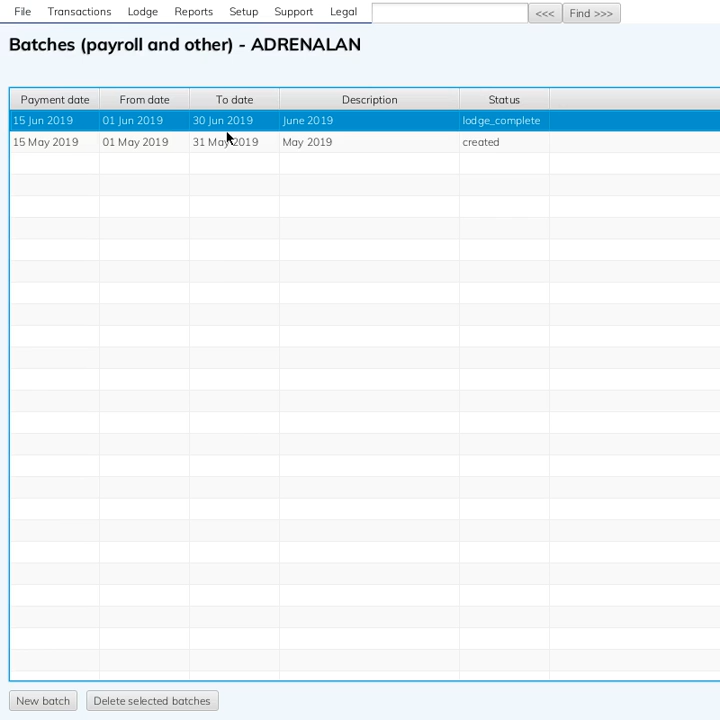 File Transactions Lodge Reports Setup Support Legal <<< Find >>>
Batches (payroll and other) - ADRENALAN
Payment date From date To date Description Status
15 Jun 2019 01 Jun 2019 30 Jun 2019 June 2019 lodge_complete
15 May 2019 01 May 2019 31 May 2019 May 2019 created
New batch Delete selected batches